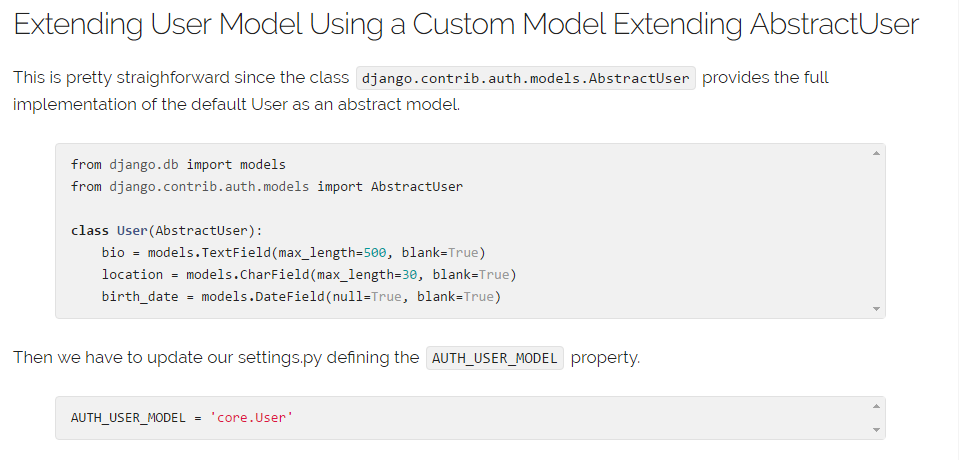 Extending User Model Using a Custom Model Extending AbstractUser
This is pretty straighforward since the class django.contrib.auth.models.AbstractUser provides the full
implementation of the default User as an abstract model.
from django.db import models
from django.contrib.auth.models import AbstractUser
class User(AbstractUser):
    bio = models.TextField(max_length=500, blank=True)
    location = models.CharField(max_length=30, blank=True)
    birth_date = models.DateField(null=True, blank=True)
Then we have to update our settings.py defining the AUTH_USER_MODEL property.
AUTH_USER_MODEL = 'core.User'